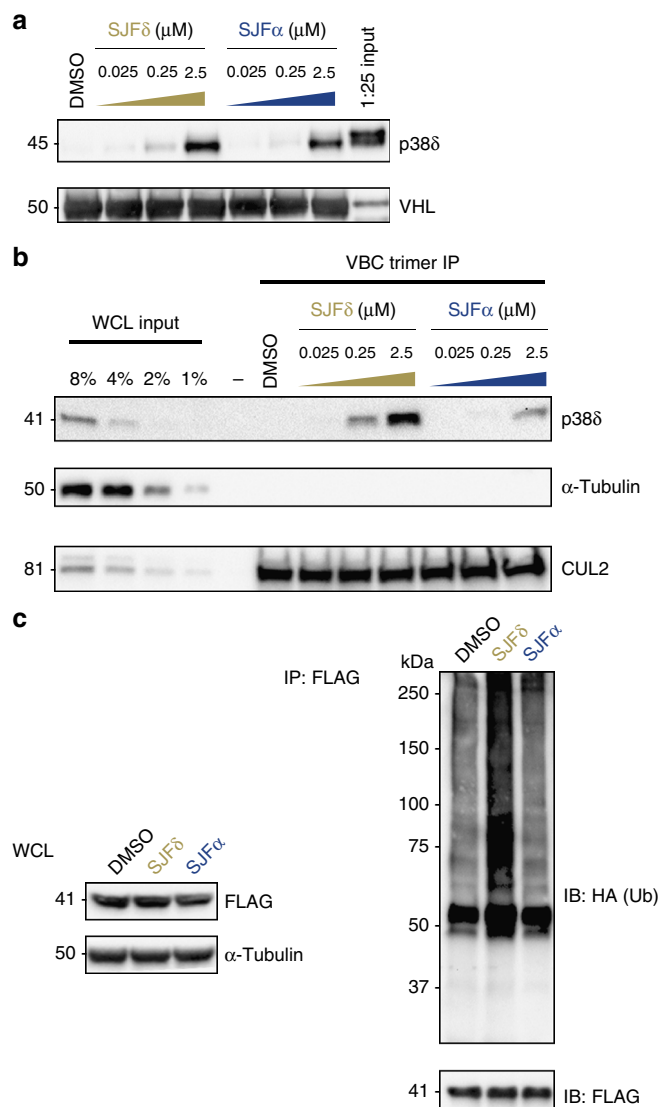 a
SJFδ (μM) SJFα (μM)
DMSO 0.025 0.25 2.5 0.025 0.25 2.5 1:25 input
45 p38δ
50 VHL
b
VBC trimer IP
WCL input SJFδ (μM) SJFα (μM)
8% 4% 2% 1% – DMSO 0.025 0.25 2.5 0.025 0.25 2.5
41 p38δ
50 α-Tubulin
81 CUL2
c
WCL
DMSO SJFδ SJFα
41 FLAG
50 α-Tubulin
IP: FLAG
kDa DMSO SJFδ SJFα
250
150
100
75
IB: HA (Ub)
50
37
41 IB: FLAG